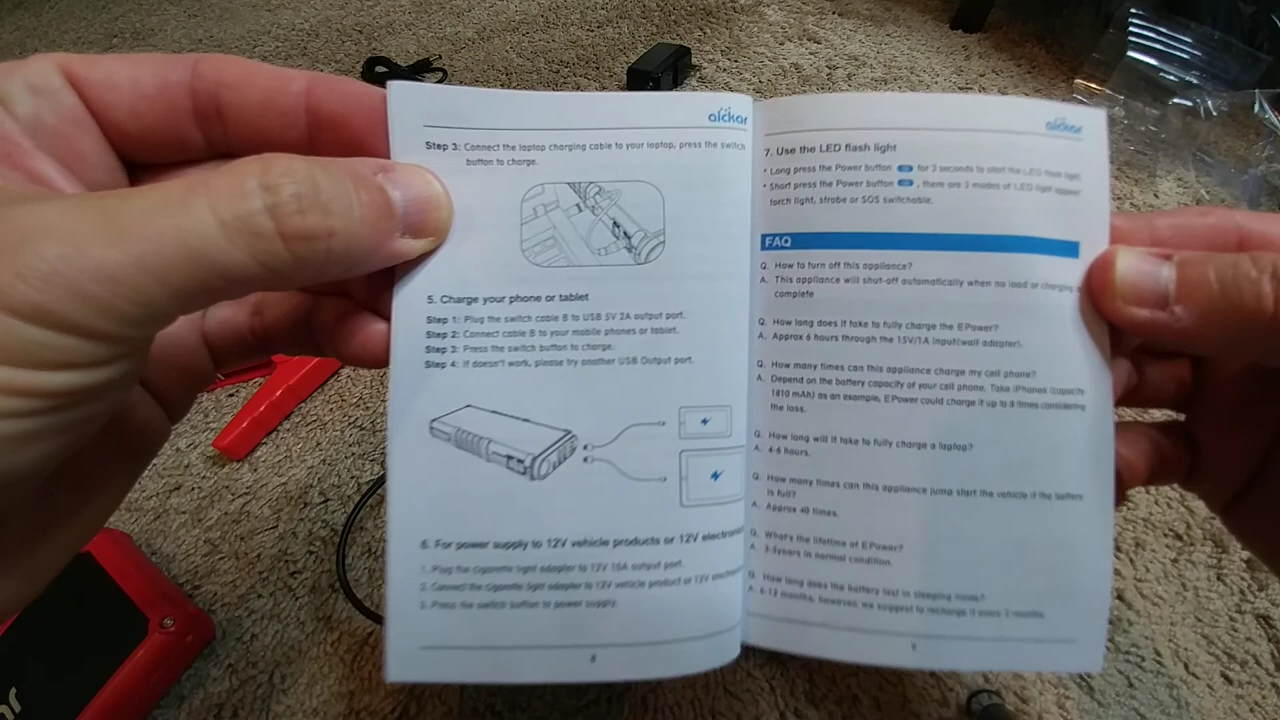 aickar
Step 3: Connect the laptop charging cable to your laptop, press the switch
button to charge.
5. Charge your phone or tablet
Step 1: Plug the switch cable B to USB 5V 2A output port.
Step 2: Connect cable B to your mobile phones or tablet.
Step 3: Press the switch button to charge.
Step 4: If doesn't work, please try another USB Output port.
6. For power supply to 12V vehicle products or 12V electronic
1. Plug the cigarette light adapter to 12V 10A output port.
2. Connect the cigarette light adapter to 12V vehicle product or 12V
3. Press the switch button to power supply.
aickar
7. Use the LED flash light
• Long press the Power button for 3 seconds to start the LED flash light
• Short press the Power button , there are 3 modes of LED light appear
torch light, strobe or SOS switchable.
FAQ
Q. How to turn off this appliance?
A. This appliance will shut-off automatically when no load or charging
complete
Q. How long does it take to fully charge the EPower?
A. Approx 6 hours through the 15V/1A input(wall adapter).
Q. How many times can this appliance charge my cell phone?
A. Depend on the battery capacity of your cell phone. Take iPhone5 (capacity
1810 mAh) as an example, EPower could charge it up to times considering
the loss.
Q. How long will it take to fully charge a laptop?
A. 4-6 hours.
Q. How many times can this appliance jump start the vehicle if the battery
is full?
A. Approx 40 times.
Q. What's the lifetime of EPower?
A. 3-5years in normal condition.
Q. How long does the battery last in sleeping mode?
A. 6-12 months, however, we suggest to recharge it every 3 months.